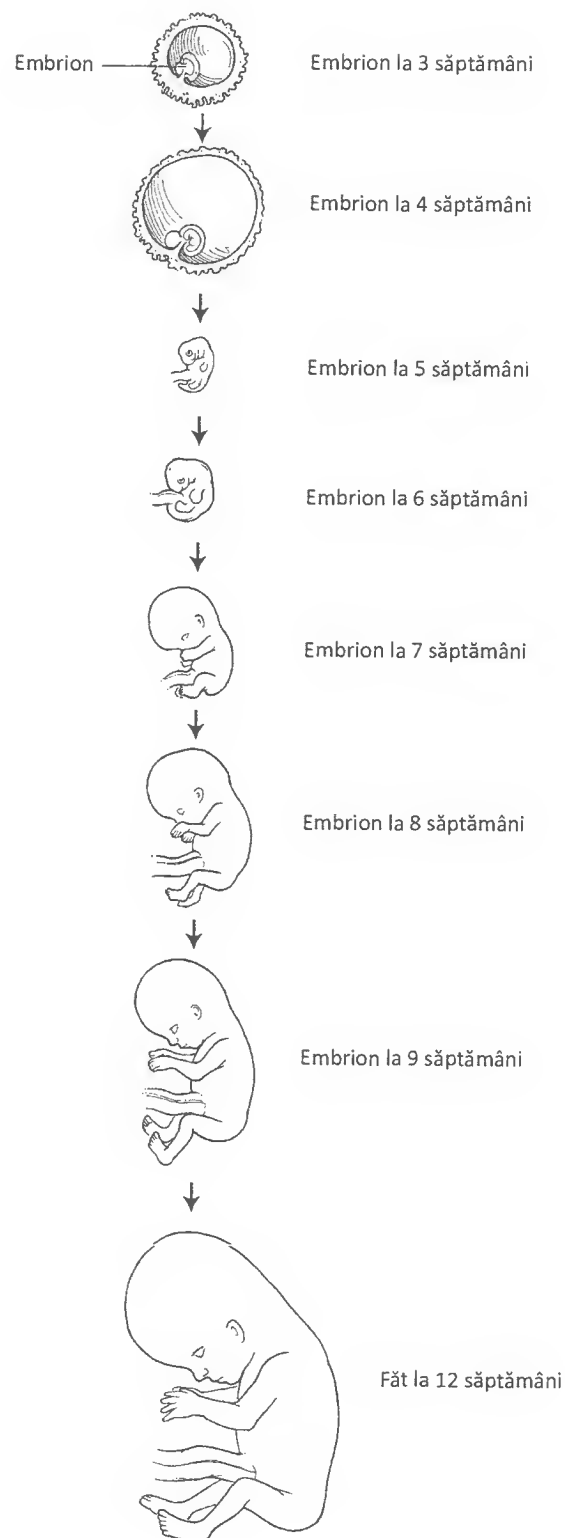 Embrion
Embrion la 3 săptămâni
Embrion la 4 săptămâni
Embrion la 5 săptămâni
Embrion la 6 săptămâni
Embrion la 7 săptămâni
Embrion la 8 săptămâni
Embrion la 9 săptămâni
Făt la 12 săptămâni